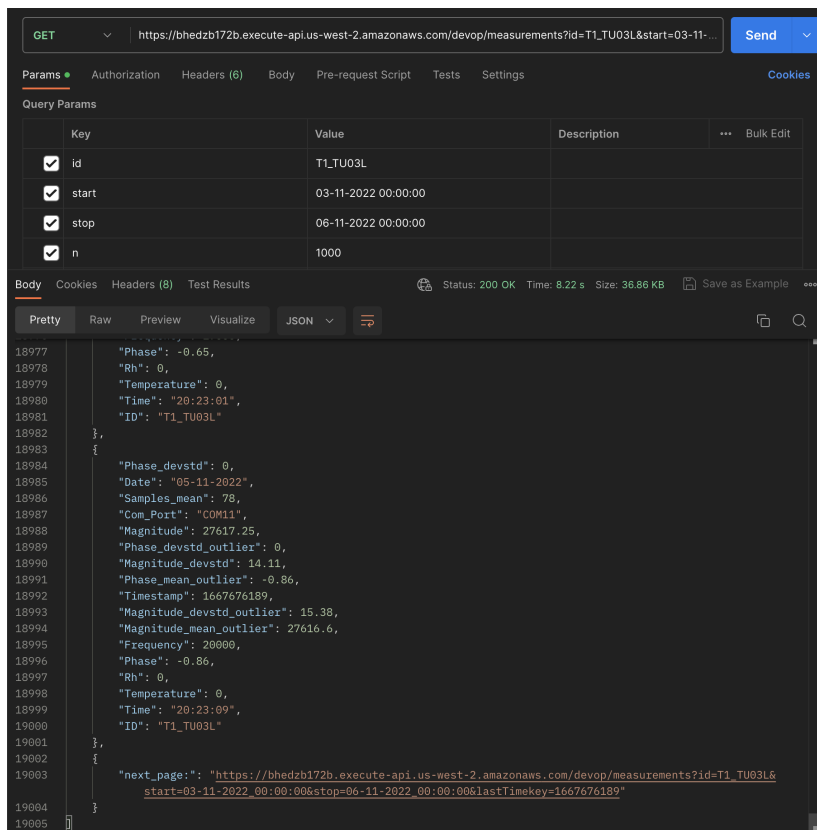 GET https://bhedzb172b.execute-api.us-west-2.amazonaws.com/devop/measurements?id=T1_TU03L&start=03-11-... Send
Params Authorization Headers (6) Body Pre-request Script Tests Settings Cookies
Query Params
Key Value Description ... Bulk Edit
id T1_TU03L
start 03-11-2022 00:00:00
stop 06-11-2022 00:00:00
n 1000
Body Cookies Headers (8) Test Results Status: 200 OK Time: 8.22 s Size: 36.86 KB Save as Example
Pretty Raw Preview Visualize JSON
18977 "Phase": -0.65,
18978 "Rh": 0,
18979 "Temperature": 0,
18980 "Time": "20:23:01",
18981 "ID": "T1_TU03L"
18982 },
18983 {
18984 "Phase_devstd": 0,
18985 "Date": "05-11-2022",
18986 "Samples_mean": 78,
18987 "Com_Port": "COM11",
18988 "Magnitude": 27617.25,
18989 "Phase_devstd_outlier": 0,
18990 "Magnitude_devstd": 14.11,
18991 "Phase_mean_outlier": -0.86,
18992 "Timestamp": 1667676189,
18993 "Magnitude_devstd_outlier": 15.38,
18994 "Magnitude_mean_outlier": 27616.6,
18995 "Frequency": 20000,
18996 "Phase": -0.86,
18997 "Rh": 0,
18998 "Temperature": 0,
18999 "Time": "20:23:09",
19000 "ID": "T1_TU03L"
19001 },
19002 {
19003 "next_page:": "https://bhedzb172b.execute-api.us-west-2.amazonaws.com/devop/measurements?id=T1_TU03L&
start=03-11-2022_00:00:00&stop=06-11-2022_00:00:00&lastTimekey=1667676189"
19004 }
19005 ]